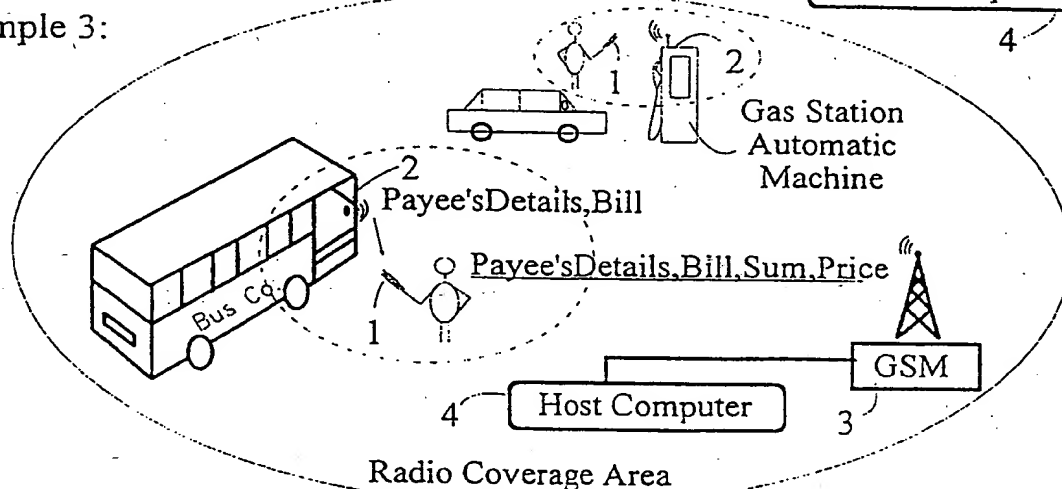 mple 3:
4
1
2
Gas Station
Automatic
Machine
2
Payee'sDetails,Bill
Payee'sDetails,Bill,Sum,Price
Bus Co.
1
GSM
4
Host Computer
3
Radio Coverage Area